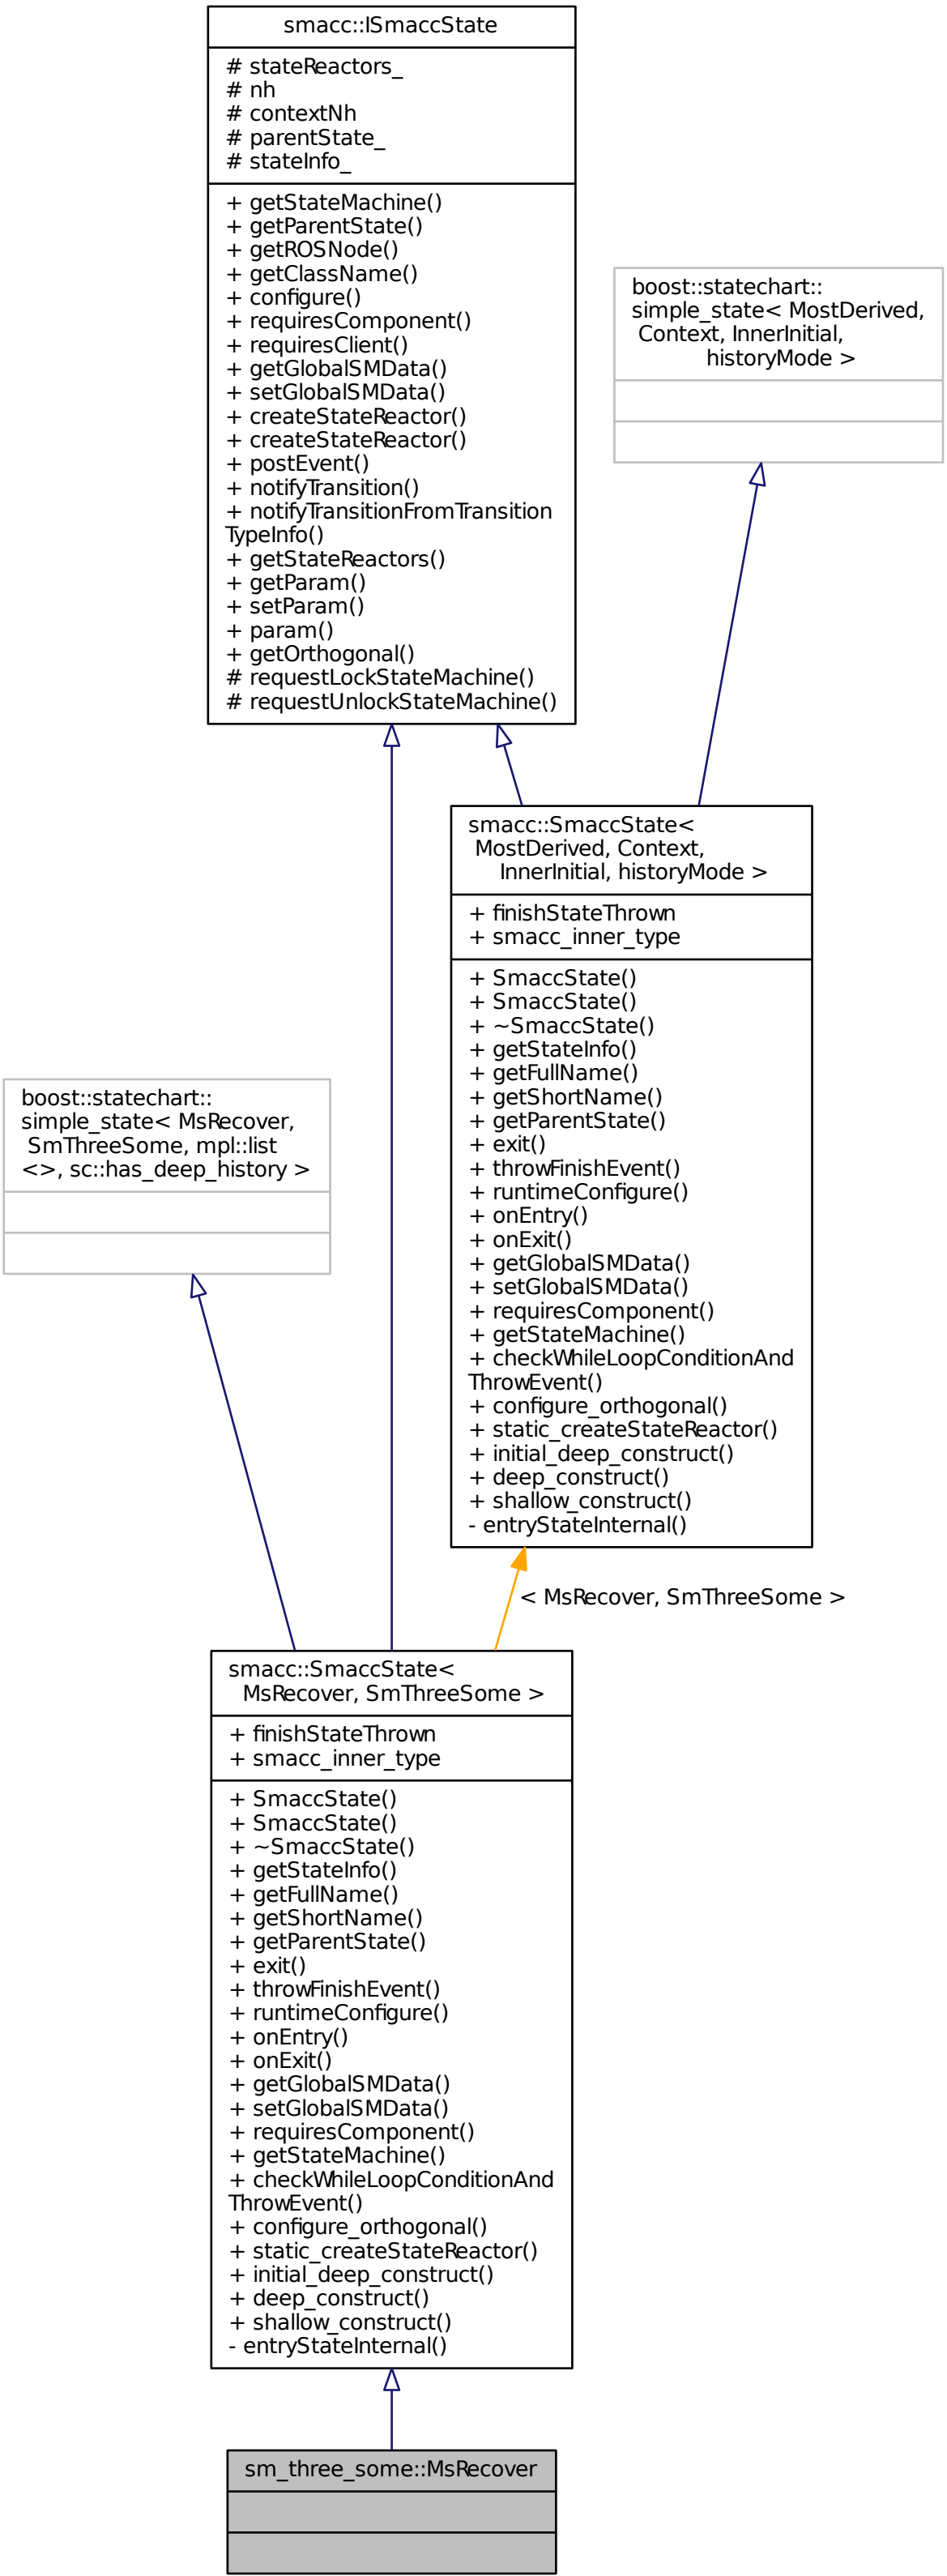 smacc::ISmaccState
# stateReactors_
# nh
# contextNh
# parentState_
# stateInfo_
+ getStateMachine()
+ getParentState()
+ getROSNode()
+ getClassName()
+ configure()
+ requiresComponent()
+ requiresClient()
+ getGlobalSMData()
+ setGlobalSMData()
+ createStateReactor()
+ createStateReactor()
+ postEvent()
+ notifyTransition()
+ notifyTransitionFromTransition
TypeInfo()
+ getStateReactors()
+ getParam()
+ setParam()
+ param()
+ getOrthogonal()
# requestLockStateMachine()
# requestUnlockStateMachine()
boost::statechart::
simple_state< MostDerived,
Context, InnerInitial,
historyMode >
smacc::SmaccState<
MostDerived, Context,
InnerInitial, historyMode >
+ finishStateThrown
+ smacc_inner_type
+ SmaccState()
+ SmaccState()
+ ~SmaccState()
+ getStateInfo()
+ getFullName()
+ getShortName()
+ getParentState()
+ exit()
+ throwFinishEvent()
+ runtimeConfigure()
+ onEntry()
+ onExit()
+ getGlobalSMData()
+ setGlobalSMData()
+ requiresComponent()
+ getStateMachine()
+ checkWhileLoopConditionAnd
ThrowEvent()
+ configure_orthogonal()
+ static_createStateReactor()
+ initial_deep_construct()
+ deep_construct()
+ shallow_construct()
- entryStateInternal()
boost::statechart::
simple_state< MsRecover,
SmThreeSome, mpl::list
<>, sc::has_deep_history >
< MsRecover, SmThreeSome >
smacc::SmaccState<
MsRecover, SmThreeSome >
+ finishStateThrown
+ smacc_inner_type
+ SmaccState()
+ SmaccState()
+ ~SmaccState()
+ getStateInfo()
+ getFullName()
+ getShortName()
+ getParentState()
+ exit()
+ throwFinishEvent()
+ runtimeConfigure()
+ onEntry()
+ onExit()
+ getGlobalSMData()
+ setGlobalSMData()
+ requiresComponent()
+ getStateMachine()
+ checkWhileLoopConditionAnd
ThrowEvent()
+ configure_orthogonal()
+ static_createStateReactor()
+ initial_deep_construct()
+ deep_construct()
+ shallow_construct()
- entryStateInternal()
sm_three_some::MsRecover